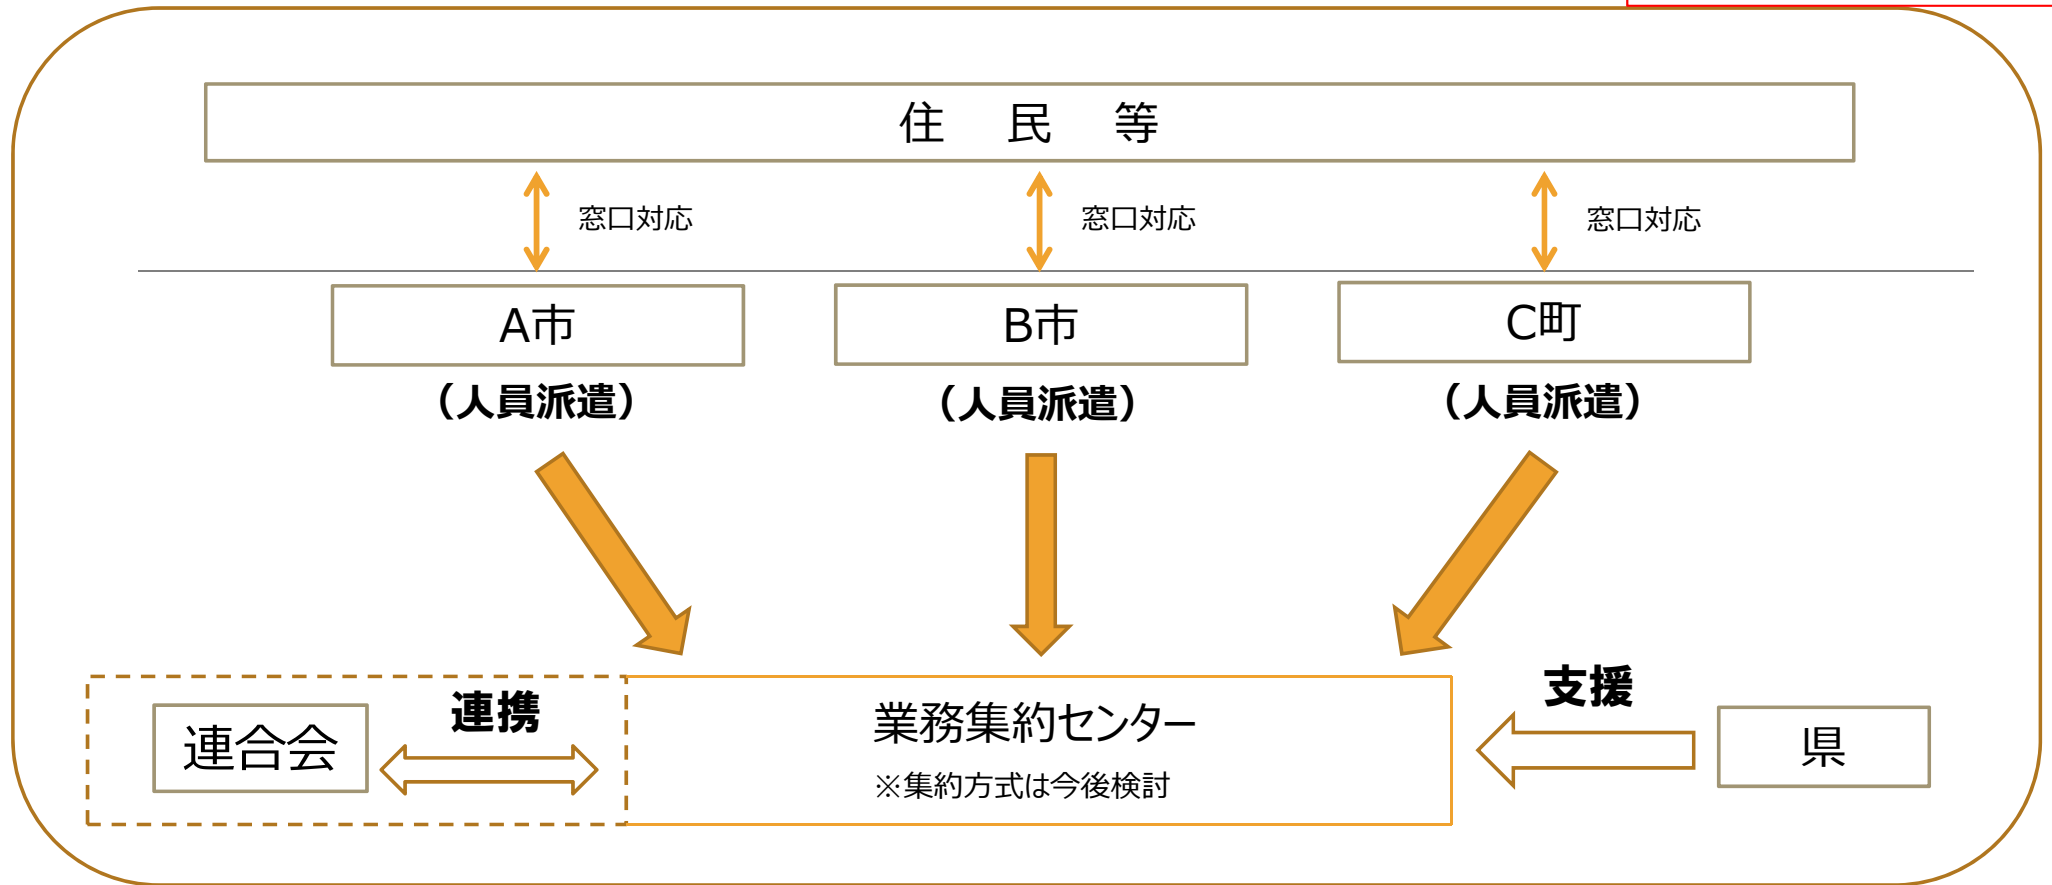 住　民　等
窓口対応
窓口対応
窓口対応
A市
B市
C町
（人員派遣）
（人員派遣）
（人員派遣）
連携
支援
連合会
業務集約センター
県
※集約方式は今後検討